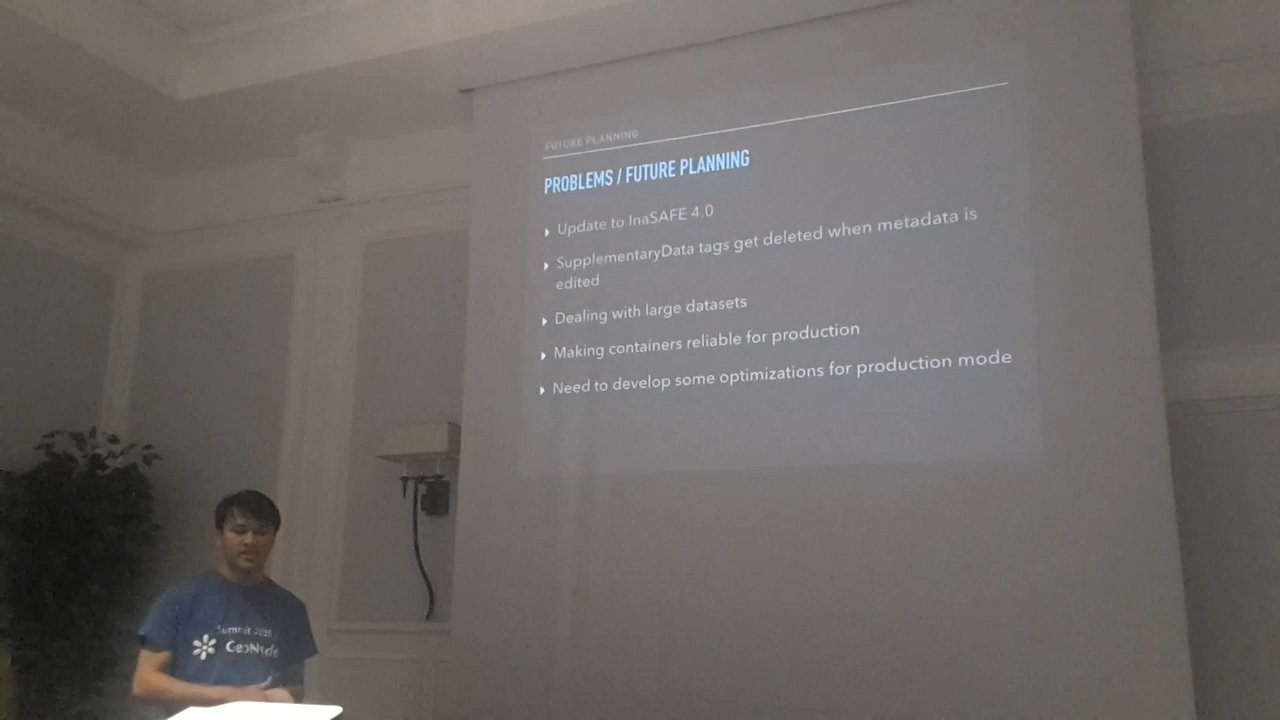 FUTURE PLANNING
PROBLEMS / FUTURE PLANNING
Update to InaSAFE 4.0
SupplementaryData tags get deleted when metadata is
edited
Dealing with large datasets
Making containers reliable for production
Need to develop some optimizations for production mode
Summit
GeoNode